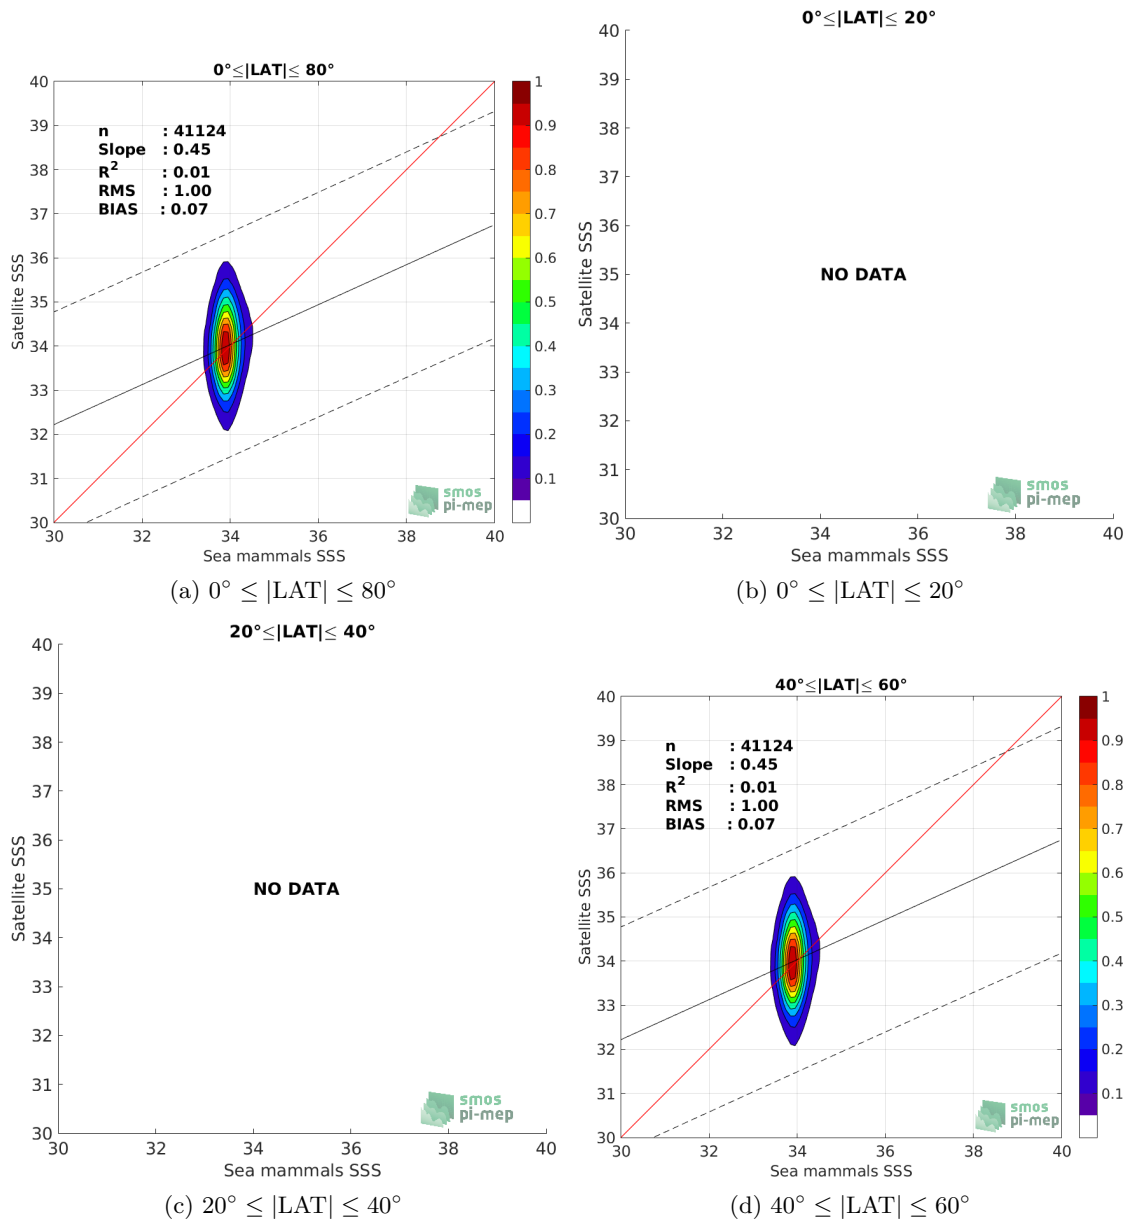 0°≤|LAT|≤ 80°
40
39
38
37
36
35
34
33
32
31
30
Satellite SSS
n : 41124
Slope : 0.45
R² : 0.01
RMS : 1.00
BIAS : 0.07
smos
pi-mep
30 32 34 36 38 40
Sea mammals SSS
1
0.9
0.8
0.7
0.6
0.5
0.4
0.3
0.2
0.1
(a) 0° ≤ |LAT| ≤ 80°
0°≤|LAT|≤ 20°
40
39
38
37
36
35
34
33
32
31
30
Satellite SSS
NO DATA
smos
pi-mep
30 32 34 36 38 40
Sea mammals SSS
(b) 0° ≤ |LAT| ≤ 20°
20°≤|LAT|≤ 40°
40
39
38
37
36
35
34
33
32
31
30
Satellite SSS
NO DATA
smos
pi-mep
30 32 34 36 38 40
Sea mammals SSS
(c) 20° ≤ |LAT| ≤ 40°
40°≤|LAT|≤ 60°
40
39
38
37
36
35
34
33
32
31
30
Satellite SSS
n : 41124
Slope : 0.45
R² : 0.01
RMS : 1.00
BIAS : 0.07
smos
pi-mep
30 32 34 36 38 40
Sea mammals SSS
1
0.9
0.8
0.7
0.6
0.5
0.4
0.3
0.2
0.1
(d) 40° ≤ |LAT| ≤ 60°